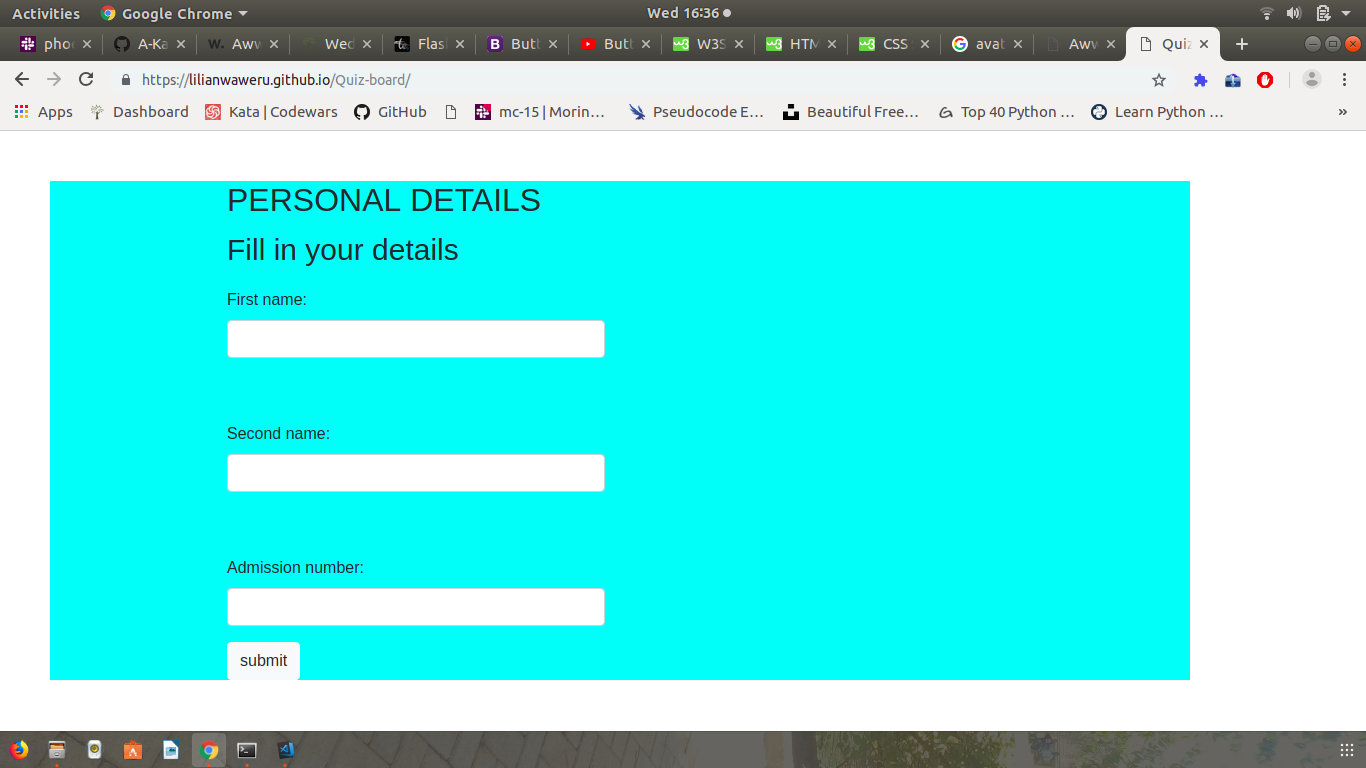 Activities Google Chrome Wed 16:36
pho A-Ka W. Aww Wed Flas Butt Butt W3S HTM CSS avat Aww Quiz
https://lilianwaweru.github.io/Quiz-board/
Apps Dashboard Kata | Codewars GitHub mc-15 | Morin… Pseudocode E… Beautiful Free… Top 40 Python … Learn Python … »
PERSONAL DETAILS
Fill in your details
First name:
Second name:
Admission number:
submit